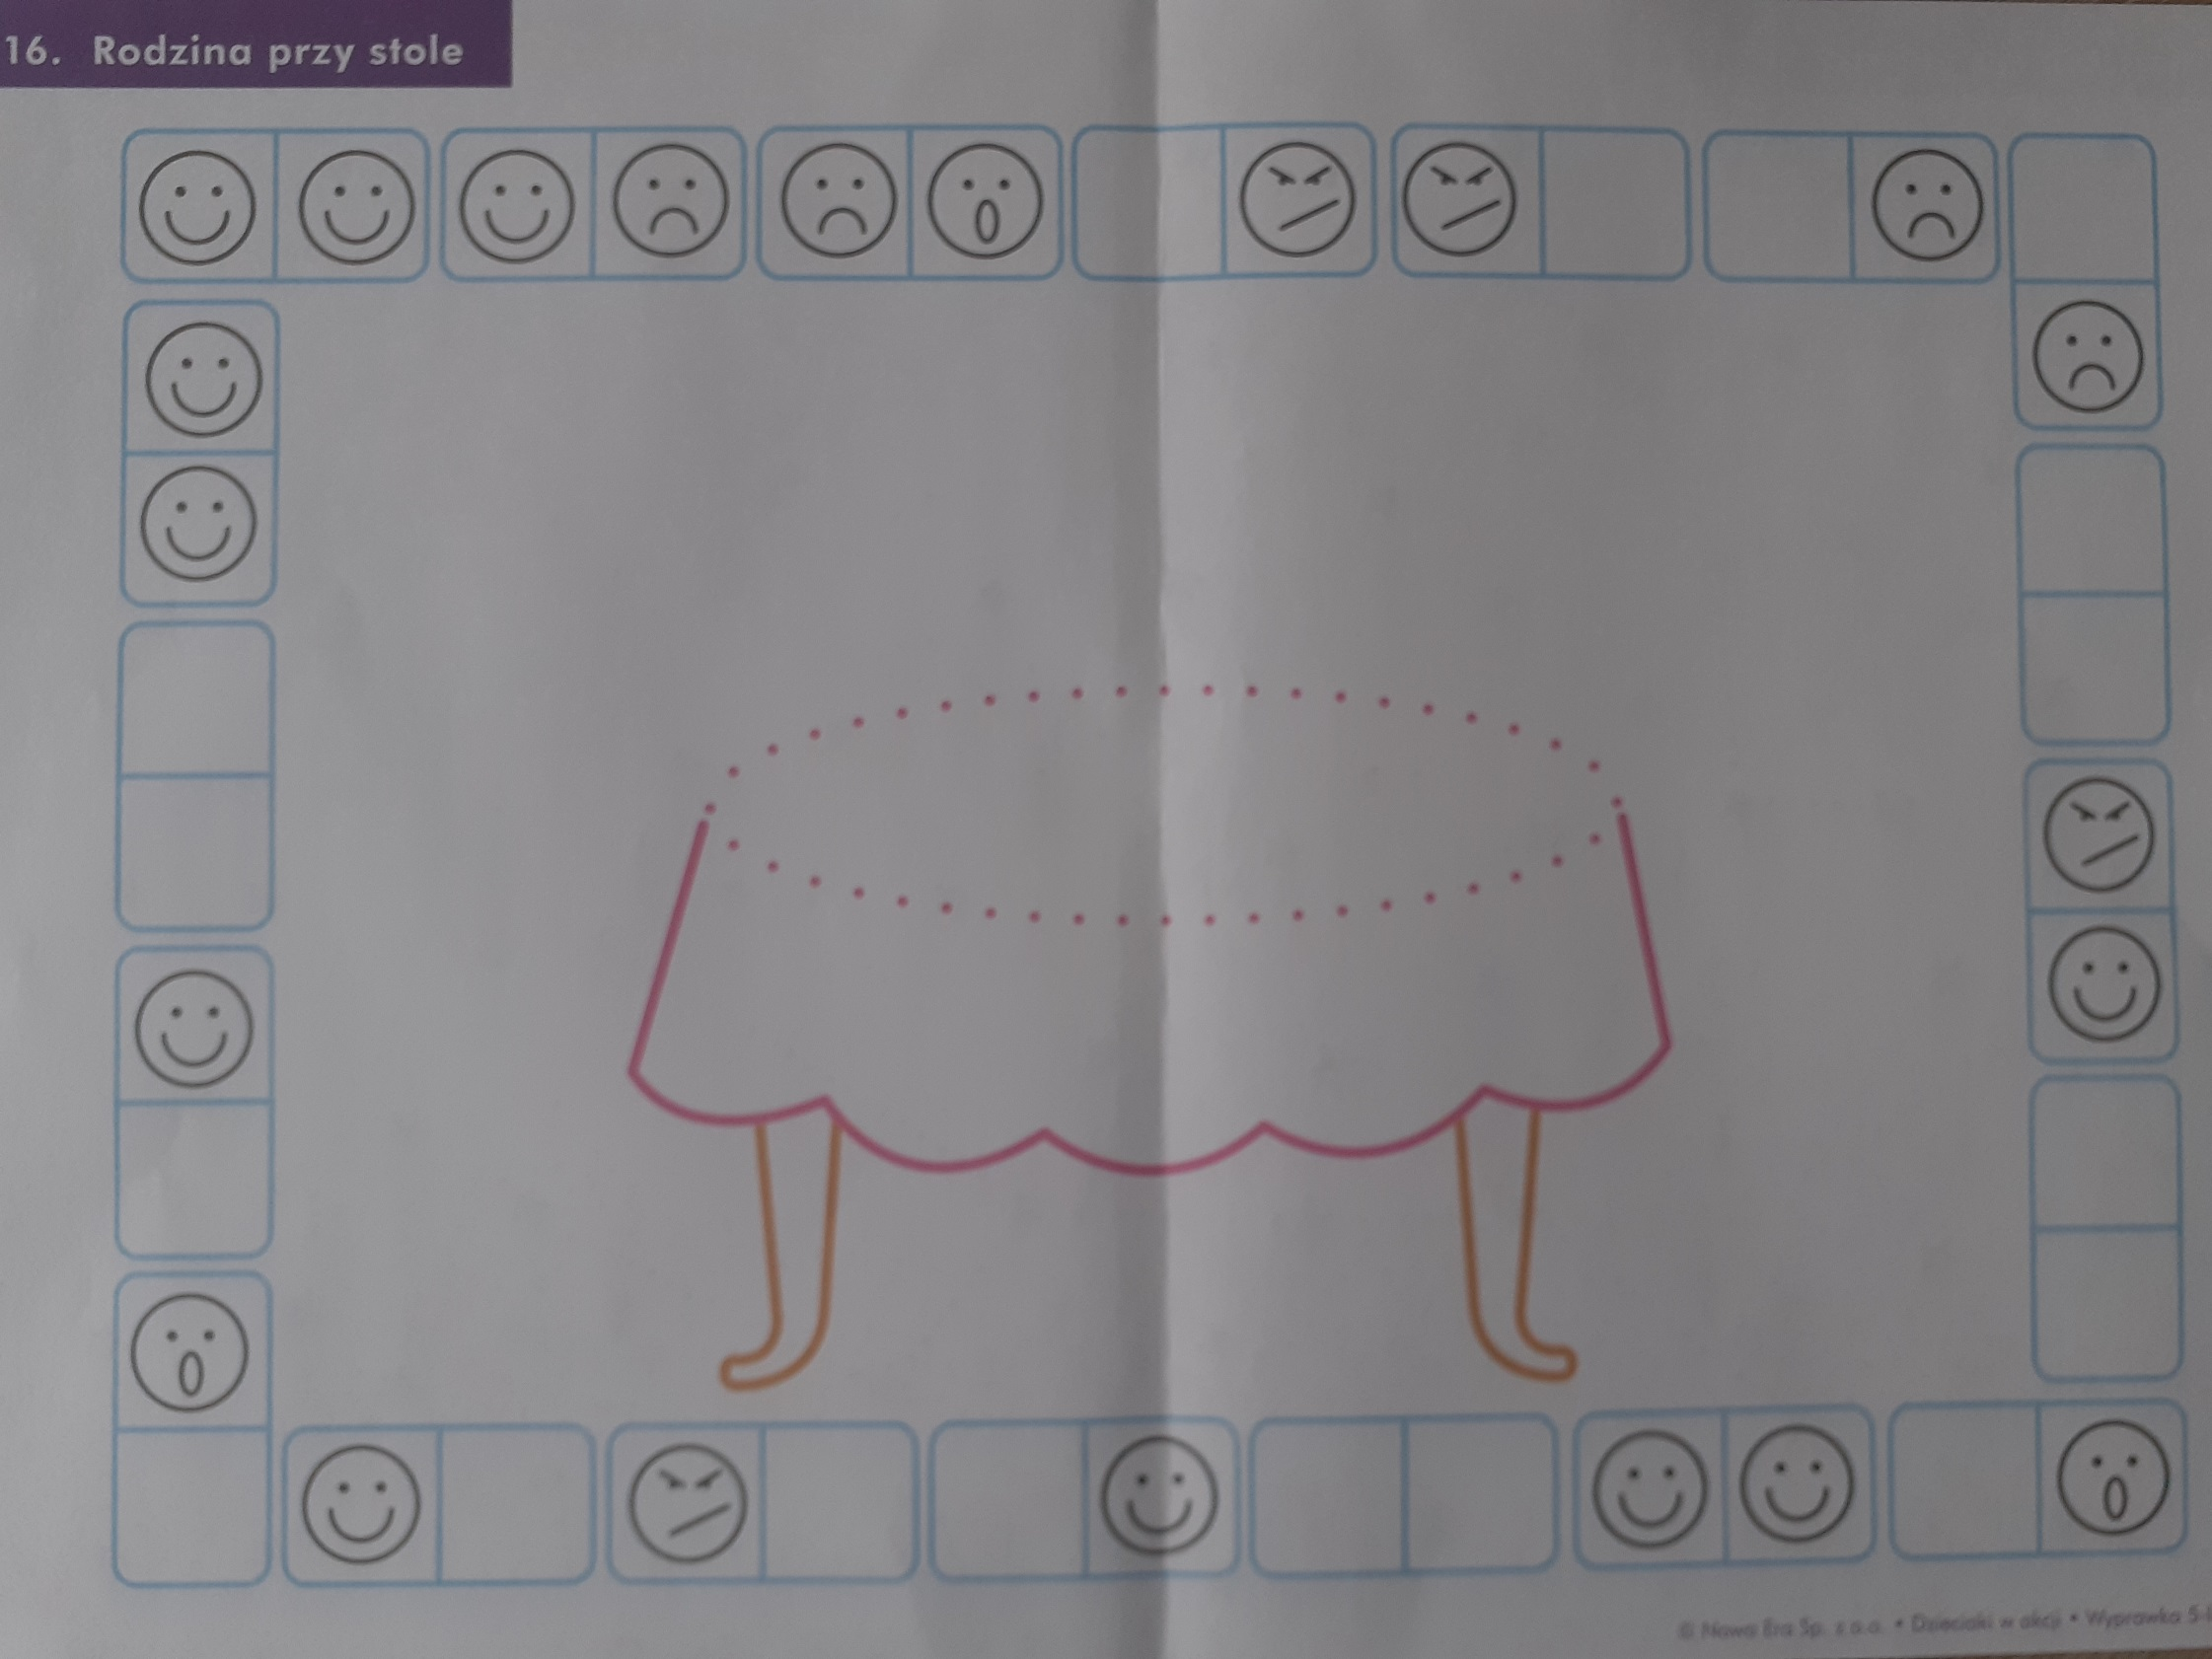 16. Rodzina przy stole
© Nowa Era Sp. z o.o. • Dzieciaki w akcji • Wyprawka